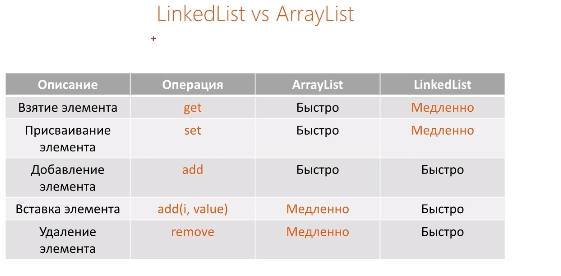 LinkedList vs ArrayList
+
Описание Операция ArrayList LinkedList
Взятие элемента get Быстро Медленно
Присваивание
элемента set Быстро Медленно
Добавление
элемента add Быстро Быстро
Вставка элемента add(i, value) Медленно Быстро
Удаление
элемента remove Медленно Быстро